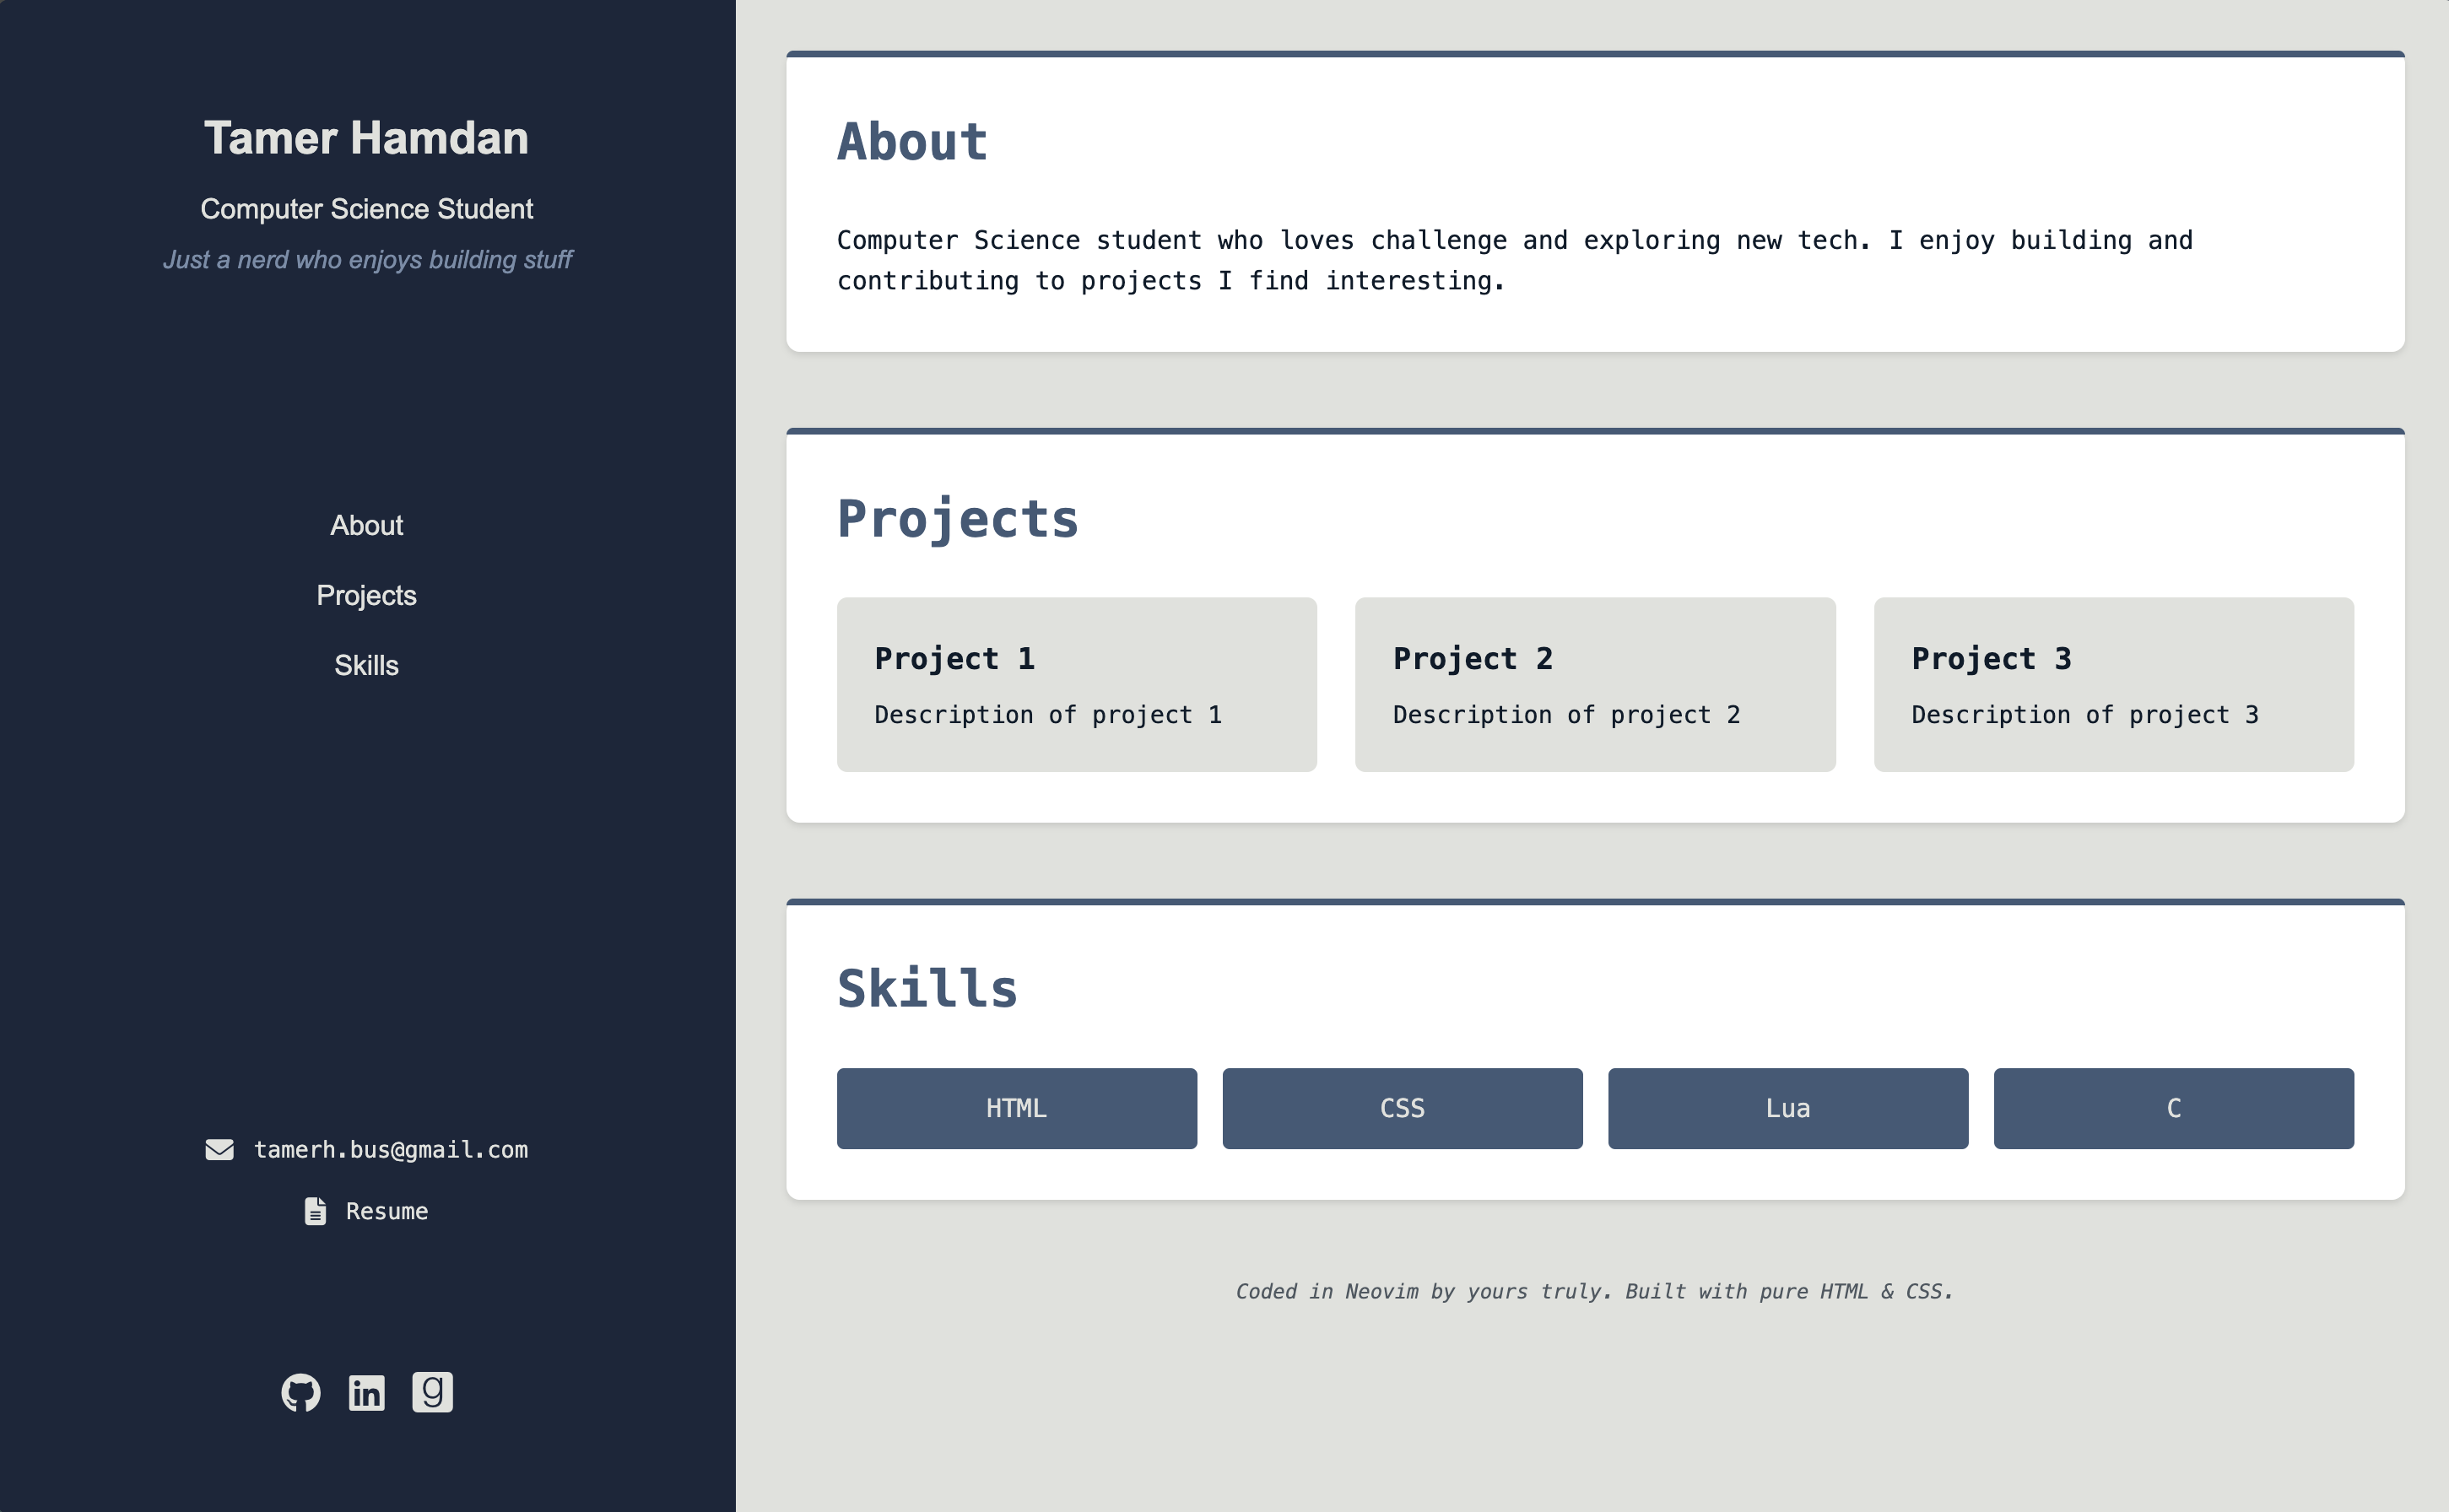 Tamer Hamdan
Computer Science Student
Just a nerd who enjoys building stuff
About
Projects
Skills
tamerh.bus@gmail.com
Resume
in
g
About
Computer Science student who loves challenge and exploring new tech. I enjoy building and
contributing to projects I find interesting.
Projects
Project 1
Description of project 1
Project 2
Description of project 2
Project 3
Description of project 3
Skills
HTML
CSS
Lua
C
Coded in Neovim by yours truly. Built with pure HTML & CSS.